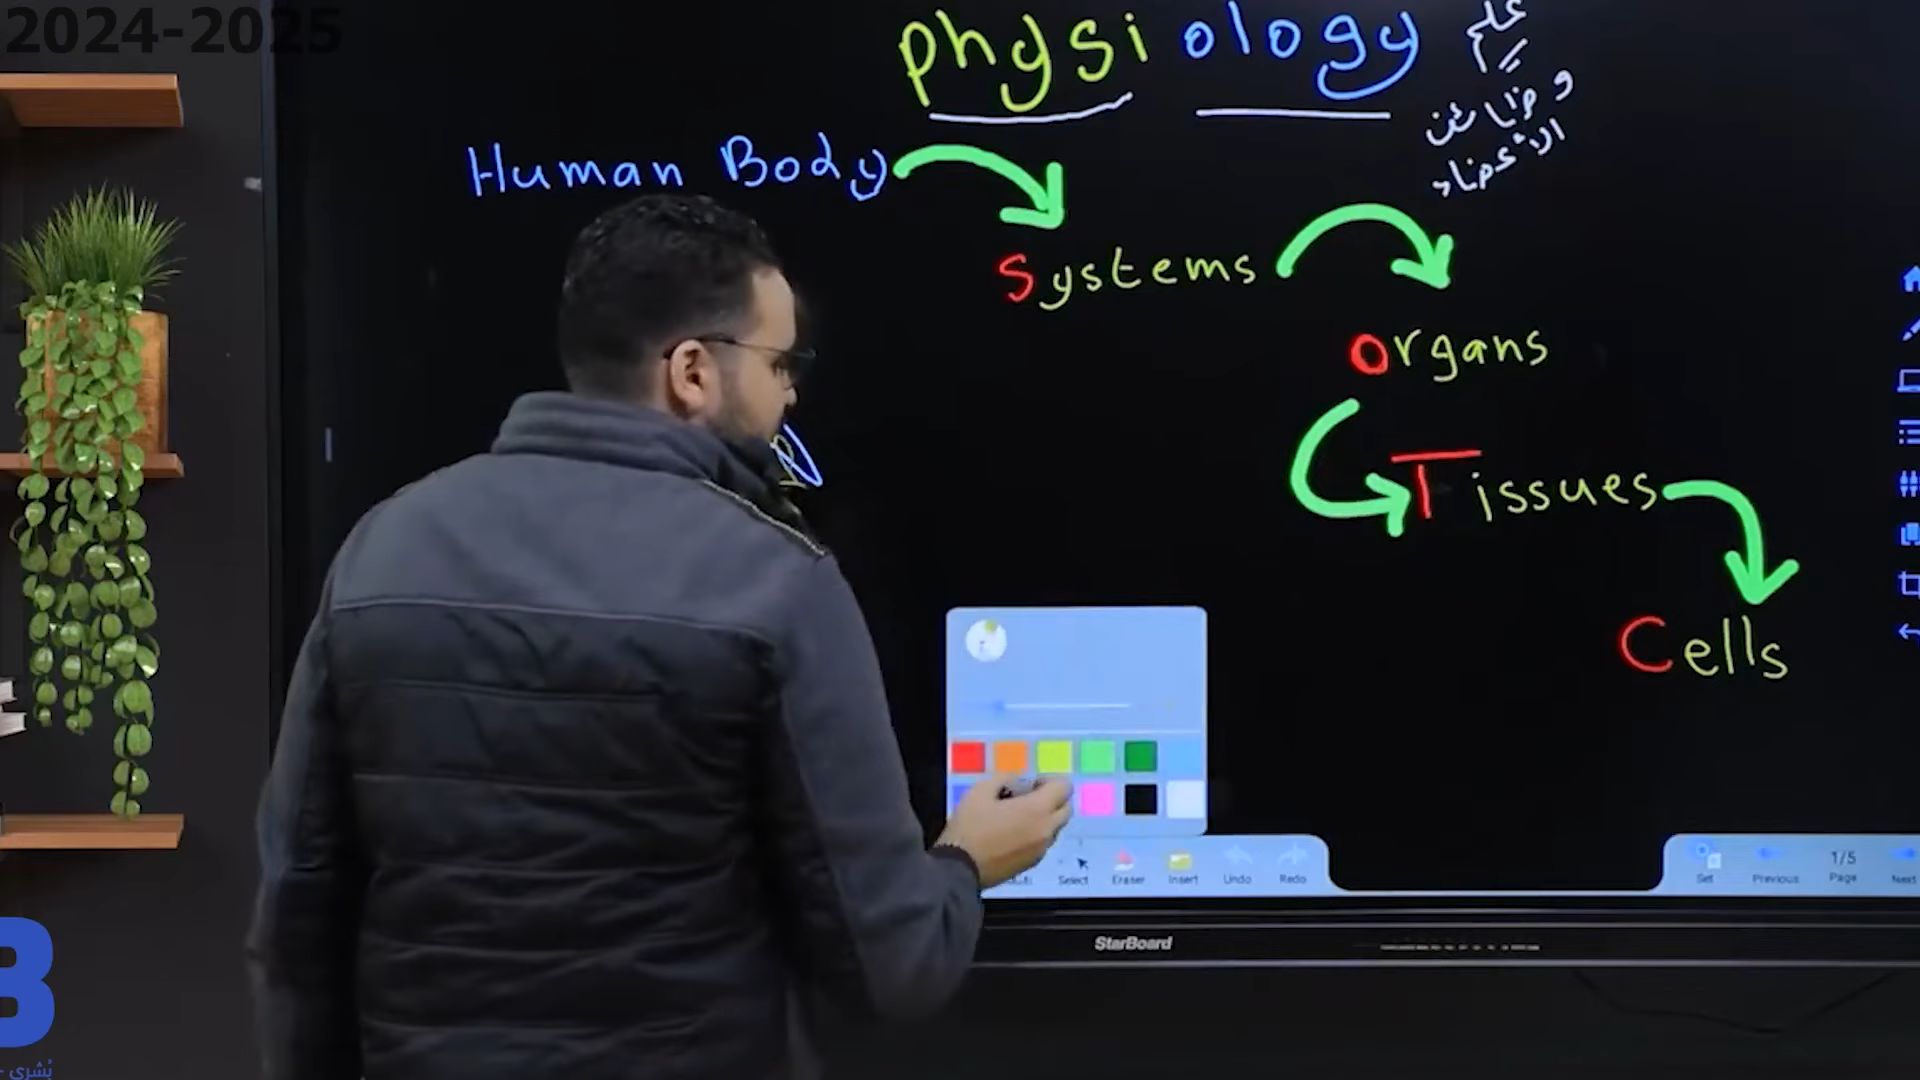 2024-2025
physiology
علم
وظائف
الأعضاء
Human Body
Systems
Organs
Tissues
Cells
Select Eraser Insert Undo Redo
Set Previous 1/5 Page Next
StarBoard
B
بُشرى